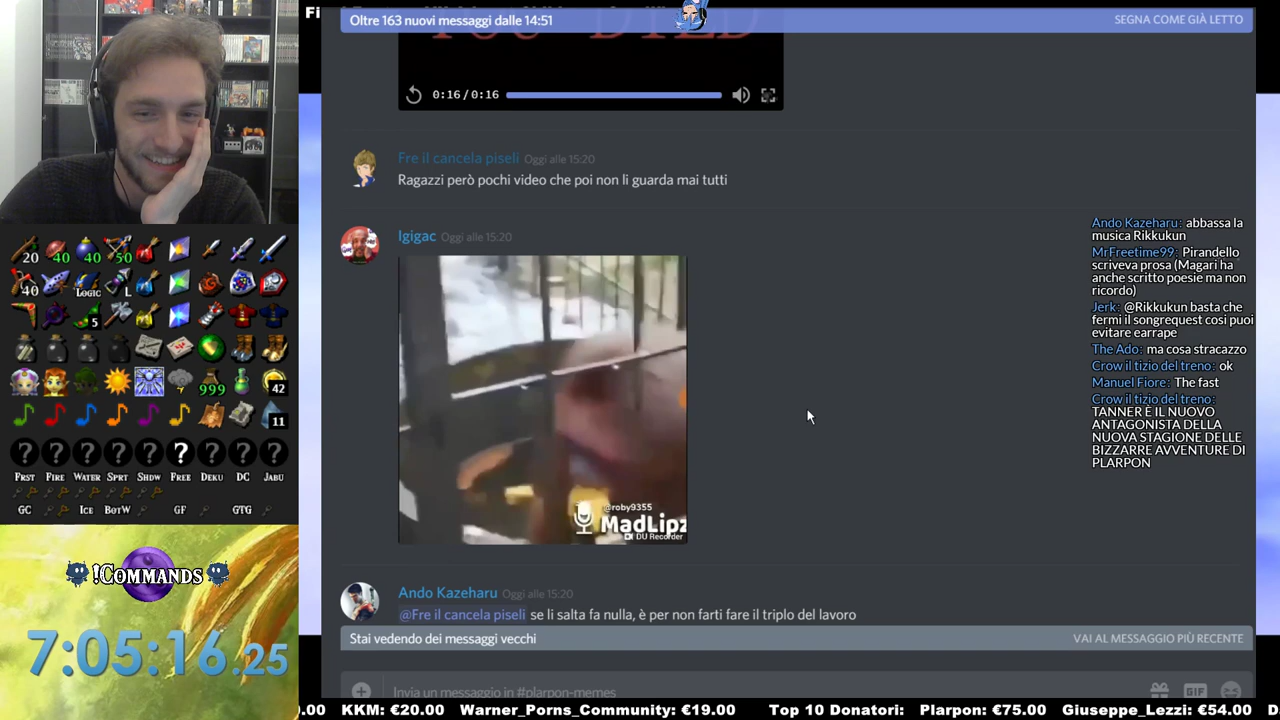 Oltre 163 nuovi messaggi dalle 14:51
SEGNA COME GIÀ LETTO
YOU DIED
0:16/0:16
Fre il cancela piseli Oggi alle 15:20
Ragazzi però pochi video che poi non li guarda mai tutti
Igigac Oggi alle 15:20
@roby9355
MadLipz
DU Recorder
Ando Kazeharu Oggi alle 15:20
@Fre il cancela piseli se li salta fa nulla, è per non farti fare il triplo del lavoro
Stai vedendo dei messaggi vecchi
VAI AL MESSAGGIO PIÙ RECENTE
Invia un messaggio in #plarpon-memes
GIF
Ando Kazeharu: abbassa la
musica Rikkukun
MrFreetime99: Pirandello
scriveva prosa (Magari ha
anche scritto poesie ma non
ricordo)
Jerk: @Rikkukun basta che
fermi il songrequest cosi puoi
evitare earrape
The Ado: ma cosa stracazzo
Crow il tizio del treno: ok
Manuel Fiore: The fast
Crow il tizio del treno:
TANNER È IL NUOVO
ANTAGONISTA DELLA
NUOVA STAGIONE DELLE
BIZZARRE AVVENTURE DI
PLARPON
20 40 40 50
40 LOGIC L
5
999 42
11
? ? ? ? ? ? ? ? ?
FRST FIRE WATER SPRT SHDW FREE DEKU DC JABU
GC ICE BOTW GF GTG
!COMMANDS
7:05:16.25
0.00 KKM: €20.00 Warner_Porns_Community: €19.00 Top 10 Donatori: Plarpon: €75.00 Giuseppe_Lezzi: €54.00 D